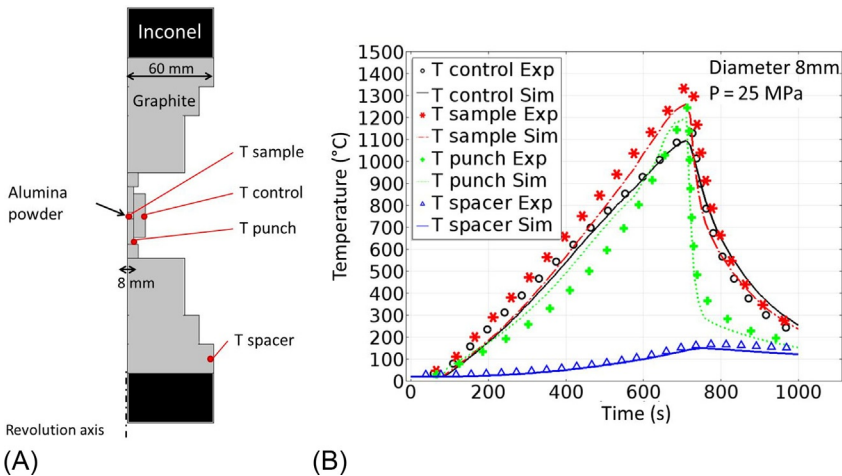 (A)
Inconel
60 mm
Graphite
T sample
Alumina
powder
T control
T punch
8 mm
T spacer
Revolution axis
(B)
Temperature (°C)
1500
1400
1300
1200
1100
1000
900
800
700
600
500
400
300
200
100
0
T control Exp
T control Sim
T sample Exp
T sample Sim
T punch Exp
T punch Sim
T spacer Exp
T spacer Sim
Diameter 8mm
P = 25 MPa
0 200 400 600 800 1000
Time (s)